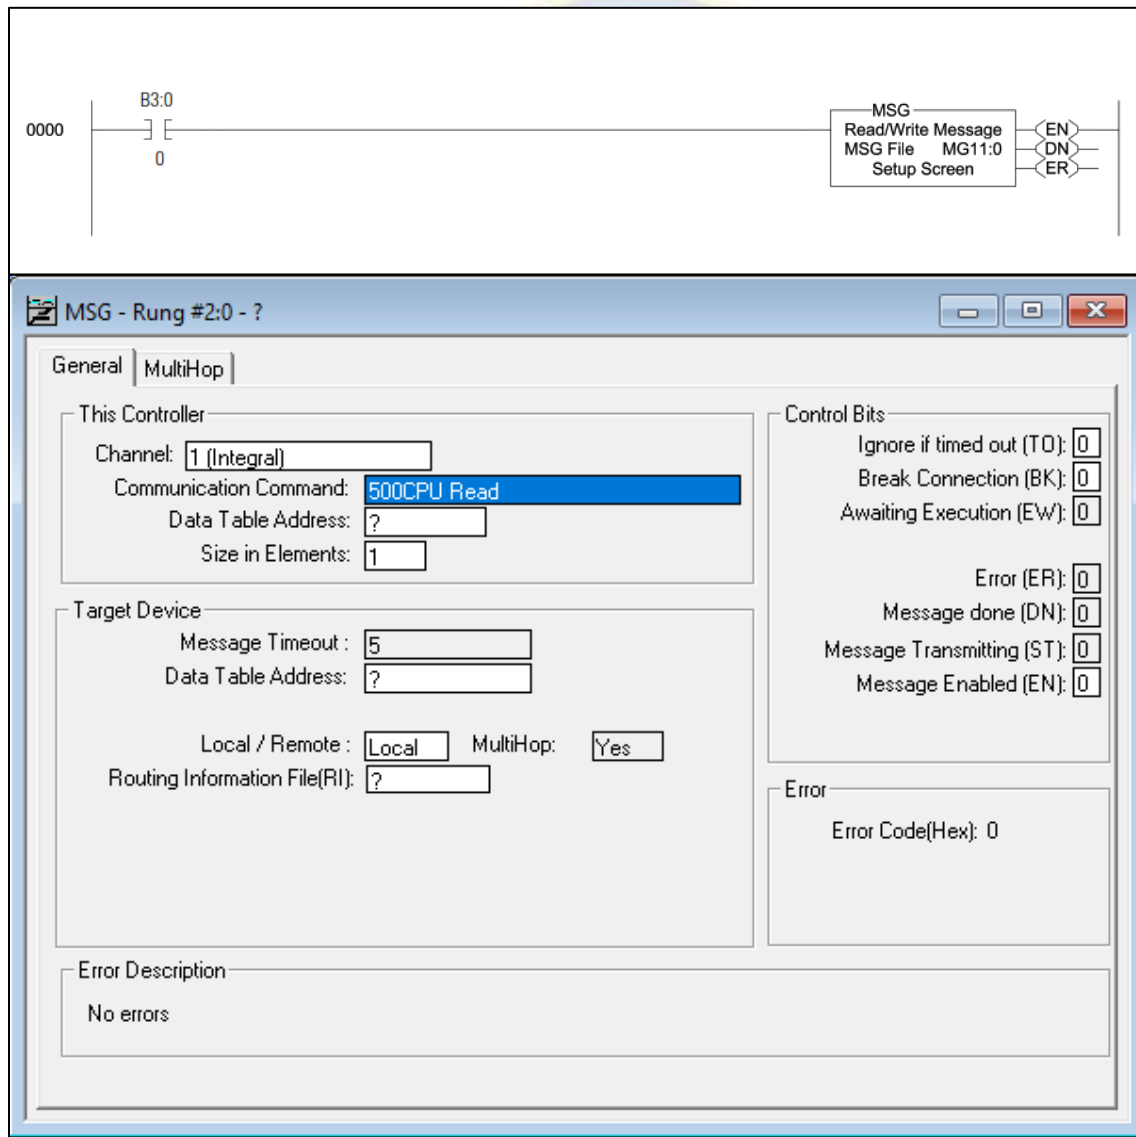 B3:0
0000
0
MSG
Read/Write Message
MSG File MG11:0
Setup Screen
EN
DN
ER
MSG - Rung #2:0 - ?
General
MultiHop
This Controller
Channel: 1 (Integral)
Communication Command: 500CPU Read
Data Table Address: ?
Size in Elements: 1
Target Device
Message Timeout : 5
Data Table Address: ?
Local / Remote : Local MultiHop: Yes
Routing Information File(RI): ?
Control Bits
Ignore if timed out (TO): 0
Break Connection (BK): 0
Awaiting Execution (EW): 0
Error (ER): 0
Message done (DN): 0
Message Transmitting (ST): 0
Message Enabled (EN): 0
Error
Error Code(Hex): 0
Error Description
No errors